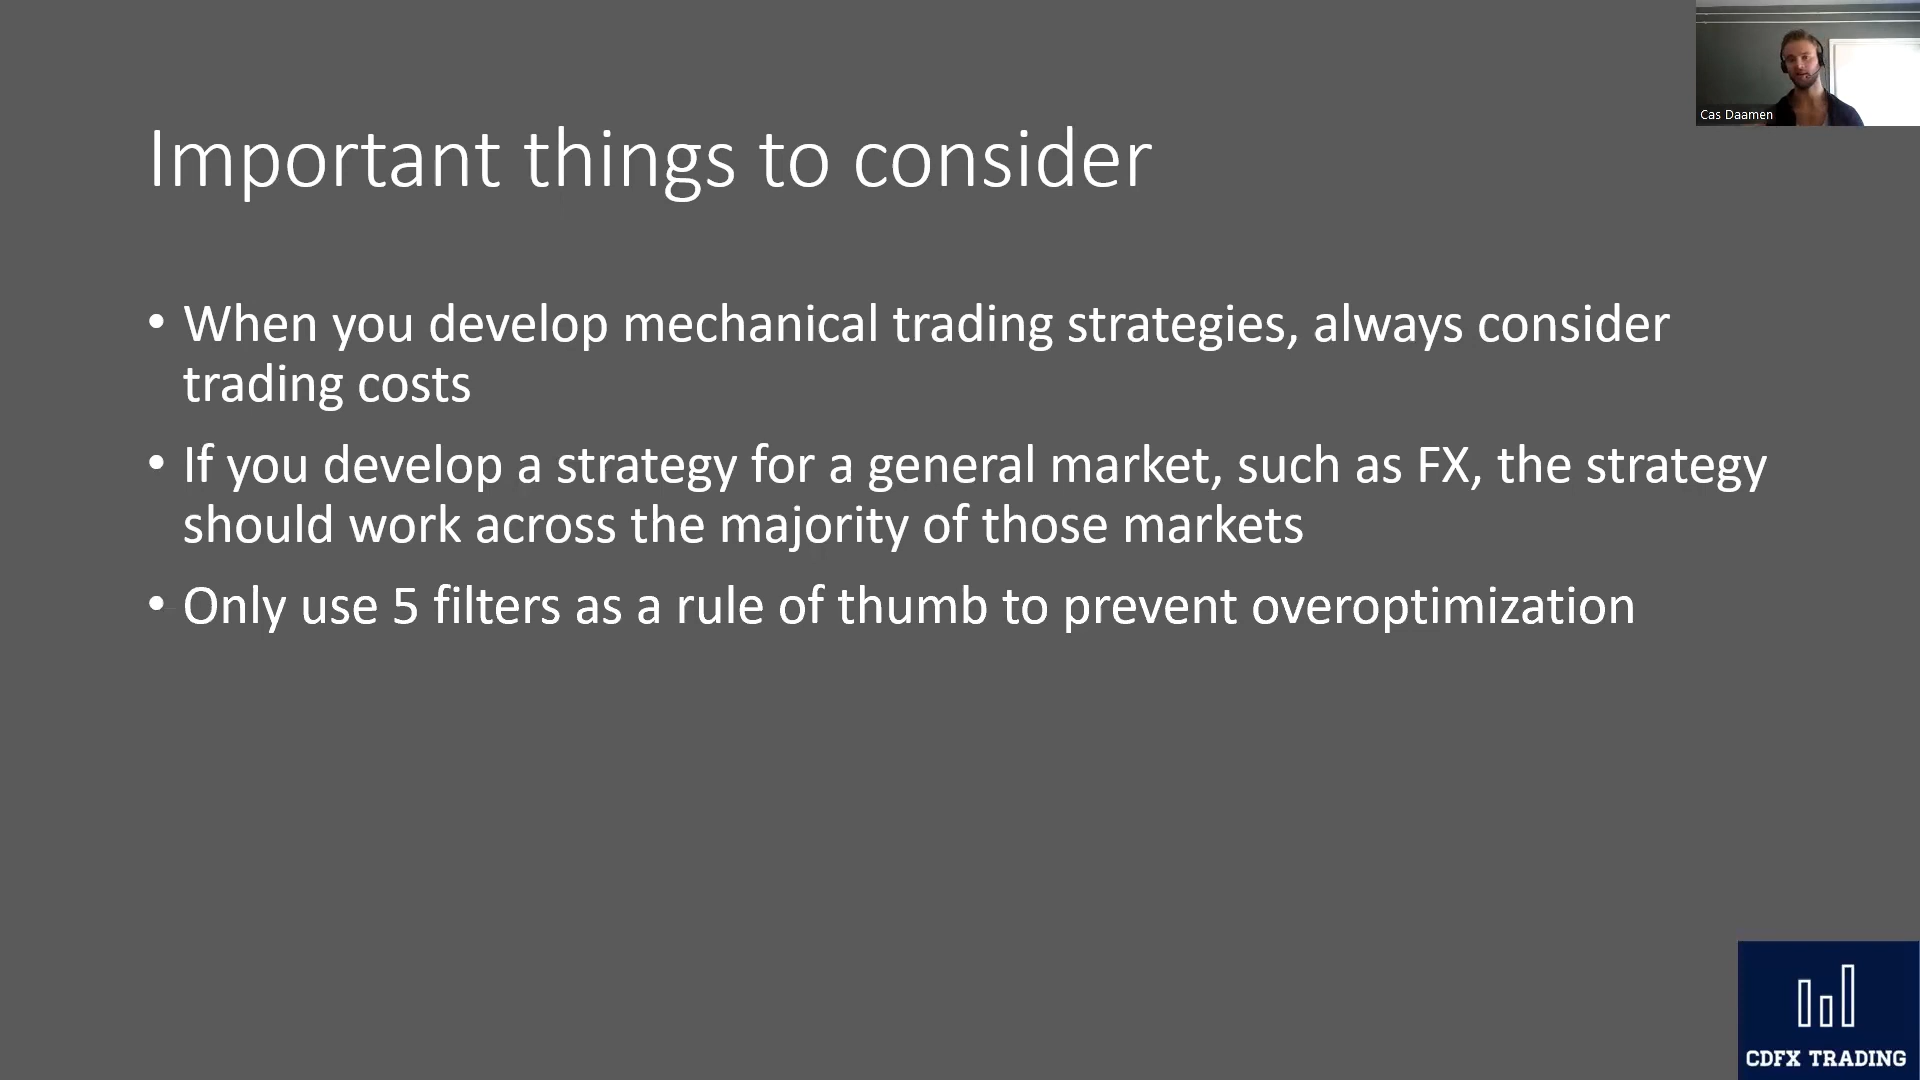 Cas Daamen
Important things to consider
• When you develop mechanical trading strategies, always consider
trading costs
• If you develop a strategy for a general market, such as FX, the strategy
should work across the majority of those markets
• Only use 5 filters as a rule of thumb to prevent overoptimization
CDFX TRADING